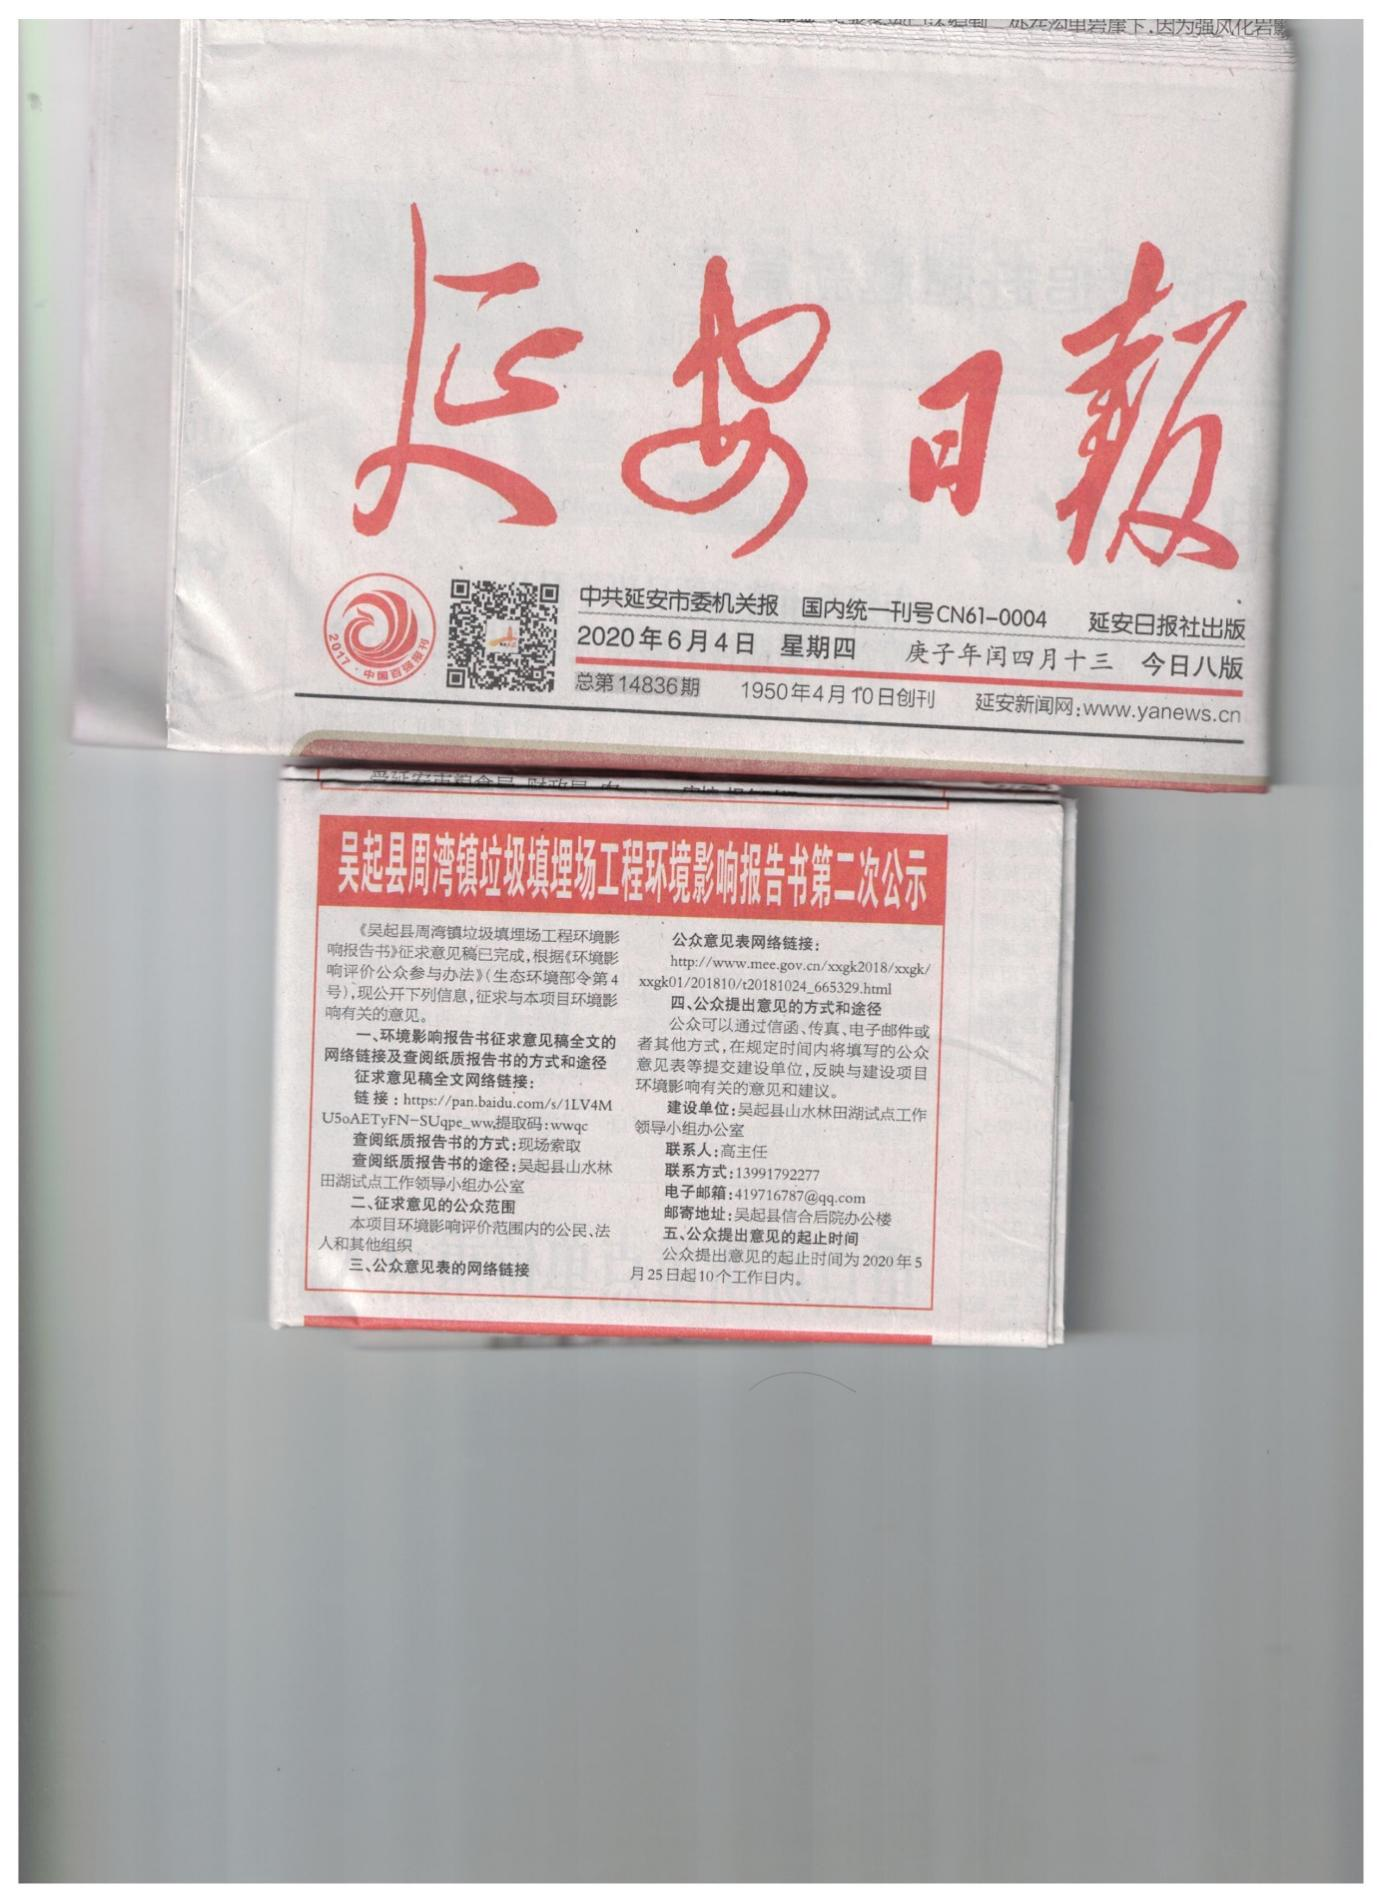 处在沟甲岩崖下,因为强风化岩
延安日报
2017·中国百强报刊
中共延安市委机关报 国内统一刊号CN61-0004 延安日报社出版
2020年6月4日 星期四 庚子年闰四月十三 今日八版
总第14836期 1950年4月10日创刊 延安新闻网:www.yanews.cn
吴起县周湾镇垃圾填埋场工程环境影响报告书第二次公示
《吴起县周湾镇垃圾填埋场工程环境影
响报告书》征求意见稿已完成,根据《环境影
响评价公众参与办法》(生态环境部令第4
号),现公开下列信息,征求与本项目环境影
响有关的意见。
一、环境影响报告书征求意见稿全文的
网络链接及查阅纸质报告书的方式和途径
征求意见稿全文网络链接:
链接:https://pan.baidu.com/s/1LV4M
U5oAETyFN-SUqpe_ww,提取码:wwqc
查阅纸质报告书的方式:现场索取
查阅纸质报告书的途径:吴起县山水林
田湖试点工作领导小组办公室
二、征求意见的公众范围
本项目环境影响评价范围内的公民、法
人和其他组织
三、公众意见表的网络链接
公众意见表网络链接:
http://www.mee.gov.cn/xxgk2018/xxgk/
xxgk01/201810/t20181024_665329.html
四、公众提出意见的方式和途径
公众可以通过信函、传真、电子邮件或
者其他方式,在规定时间内将填写的公众
意见表等提交建设单位,反映与建设项目
环境影响有关的意见和建议。
建设单位:吴起县山水林田湖试点工作
领导小组办公室
联系人:高主任
联系方式:13991792277
电子邮箱:419716787@qq.com
邮寄地址:吴起县信合后院办公楼
五、公众提出意见的起止时间
公众提出意见的起止时间为2020年5
月25日起10个工作日内。